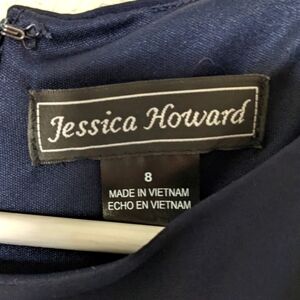 Jessica Howard
8
MADE IN VIETNAM
ECHO EN VIETNAM